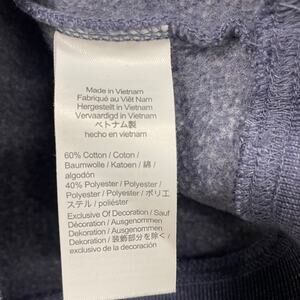 Made in Vietnam
Fabriqué au Viêt Nam
Hergestellt in Vietnam
Vervaardigd in Vietnam
ベトナム製
hecho en vietnam
60% Cotton / Coton /
Baumwolle / Katoen / 綿 /
algodón
40% Polyester / Polyester /
Polyester / Polyester / ポリエ
ステル / poliéster
Exclusive Of Decoration / Sauf
Décoration / Ausgenommen
Dekoration / Ausgenommen
Dekoration / 装飾部分を除く /
exclusivo de la decoración